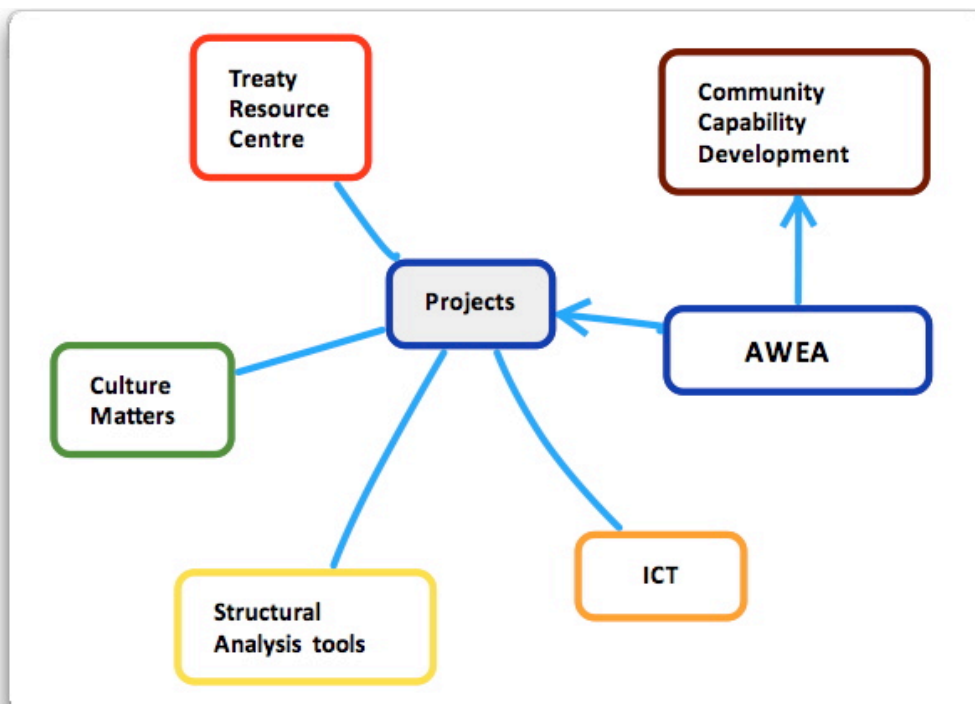 Treaty
Resource
Centre
Community
Capability
Development
Projects
AWEA
Culture
Matters
ICT
Structural
Analysis tools